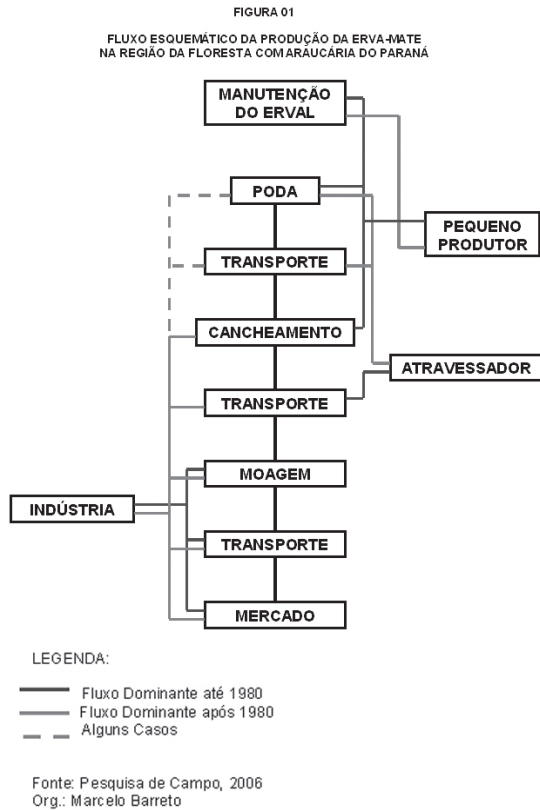 FIGURA 01
FLUXO ESQUEMÁTICO DA PRODUÇÃO DA ERVA-MATE
NA REGIÃO DA FLORESTA COM ARAUCÁRIA DO PARANÁ
MANUTENÇÃO
DO ERVAL
PODA
PEQUENO
PRODUTOR
TRANSPORTE
CANCHEAMENTO
ATRAVESSADOR
TRANSPORTE
MOAGEM
INDÚSTRIA
TRANSPORTE
MERCADO
LEGENDA:
Fluxo Dominante até 1980
Fluxo Dominante após 1980
Alguns Casos
Fonte: Pesquisa de Campo, 2006
Org.: Marcelo Barreto